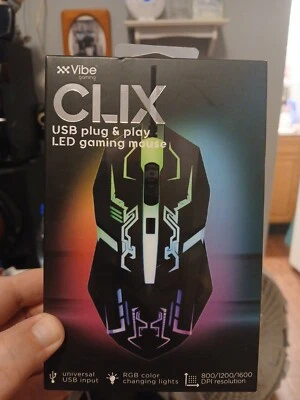 Vibe
gaming
CLIX
USB plug & play
LED gaming mouse
universal
USB input
RGB color
changing lights
800/1200/1600
DPI resolution